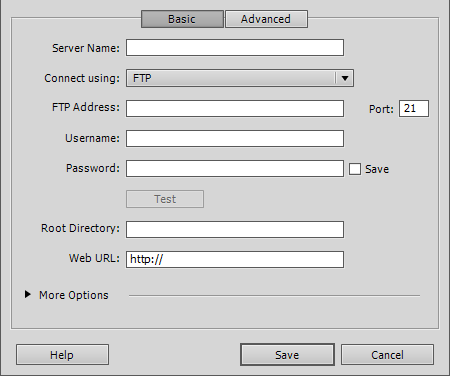 Basic Advanced
Server Name:
Connect using: FTP
FTP Address: Port: 21
Username:
Password: Save
Test
Root Directory:
Web URL: http://
More Options
Help Save Cancel